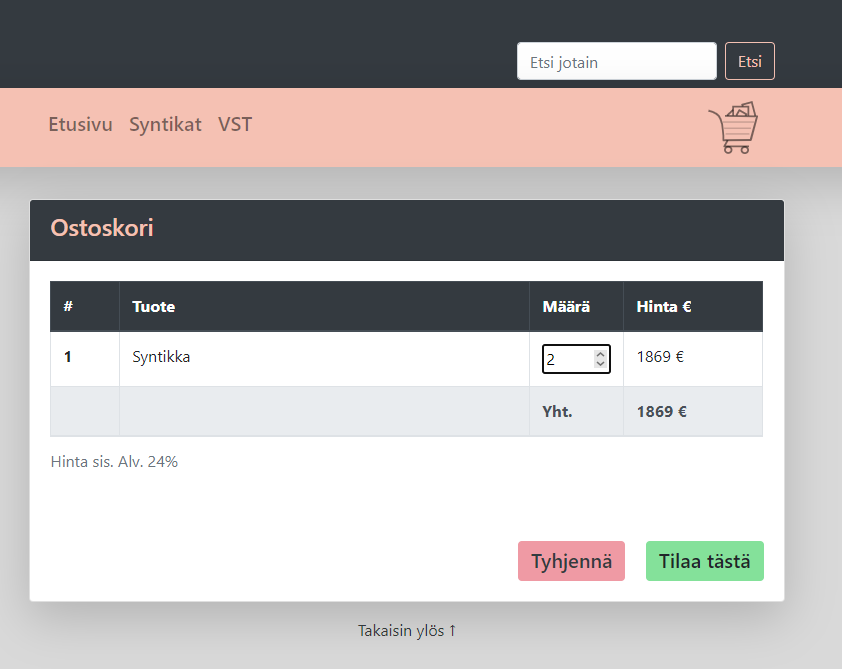 Etsi jotain Etsi
Etusivu Syntikat VST
Ostoskori
# Tuote Määrä Hinta €
1 Syntikka 2 1869 €
Yht. 1869 €
Hinta sis. Alv. 24%
Tyhjennä Tilaa tästä
Takaisin ylös ↑